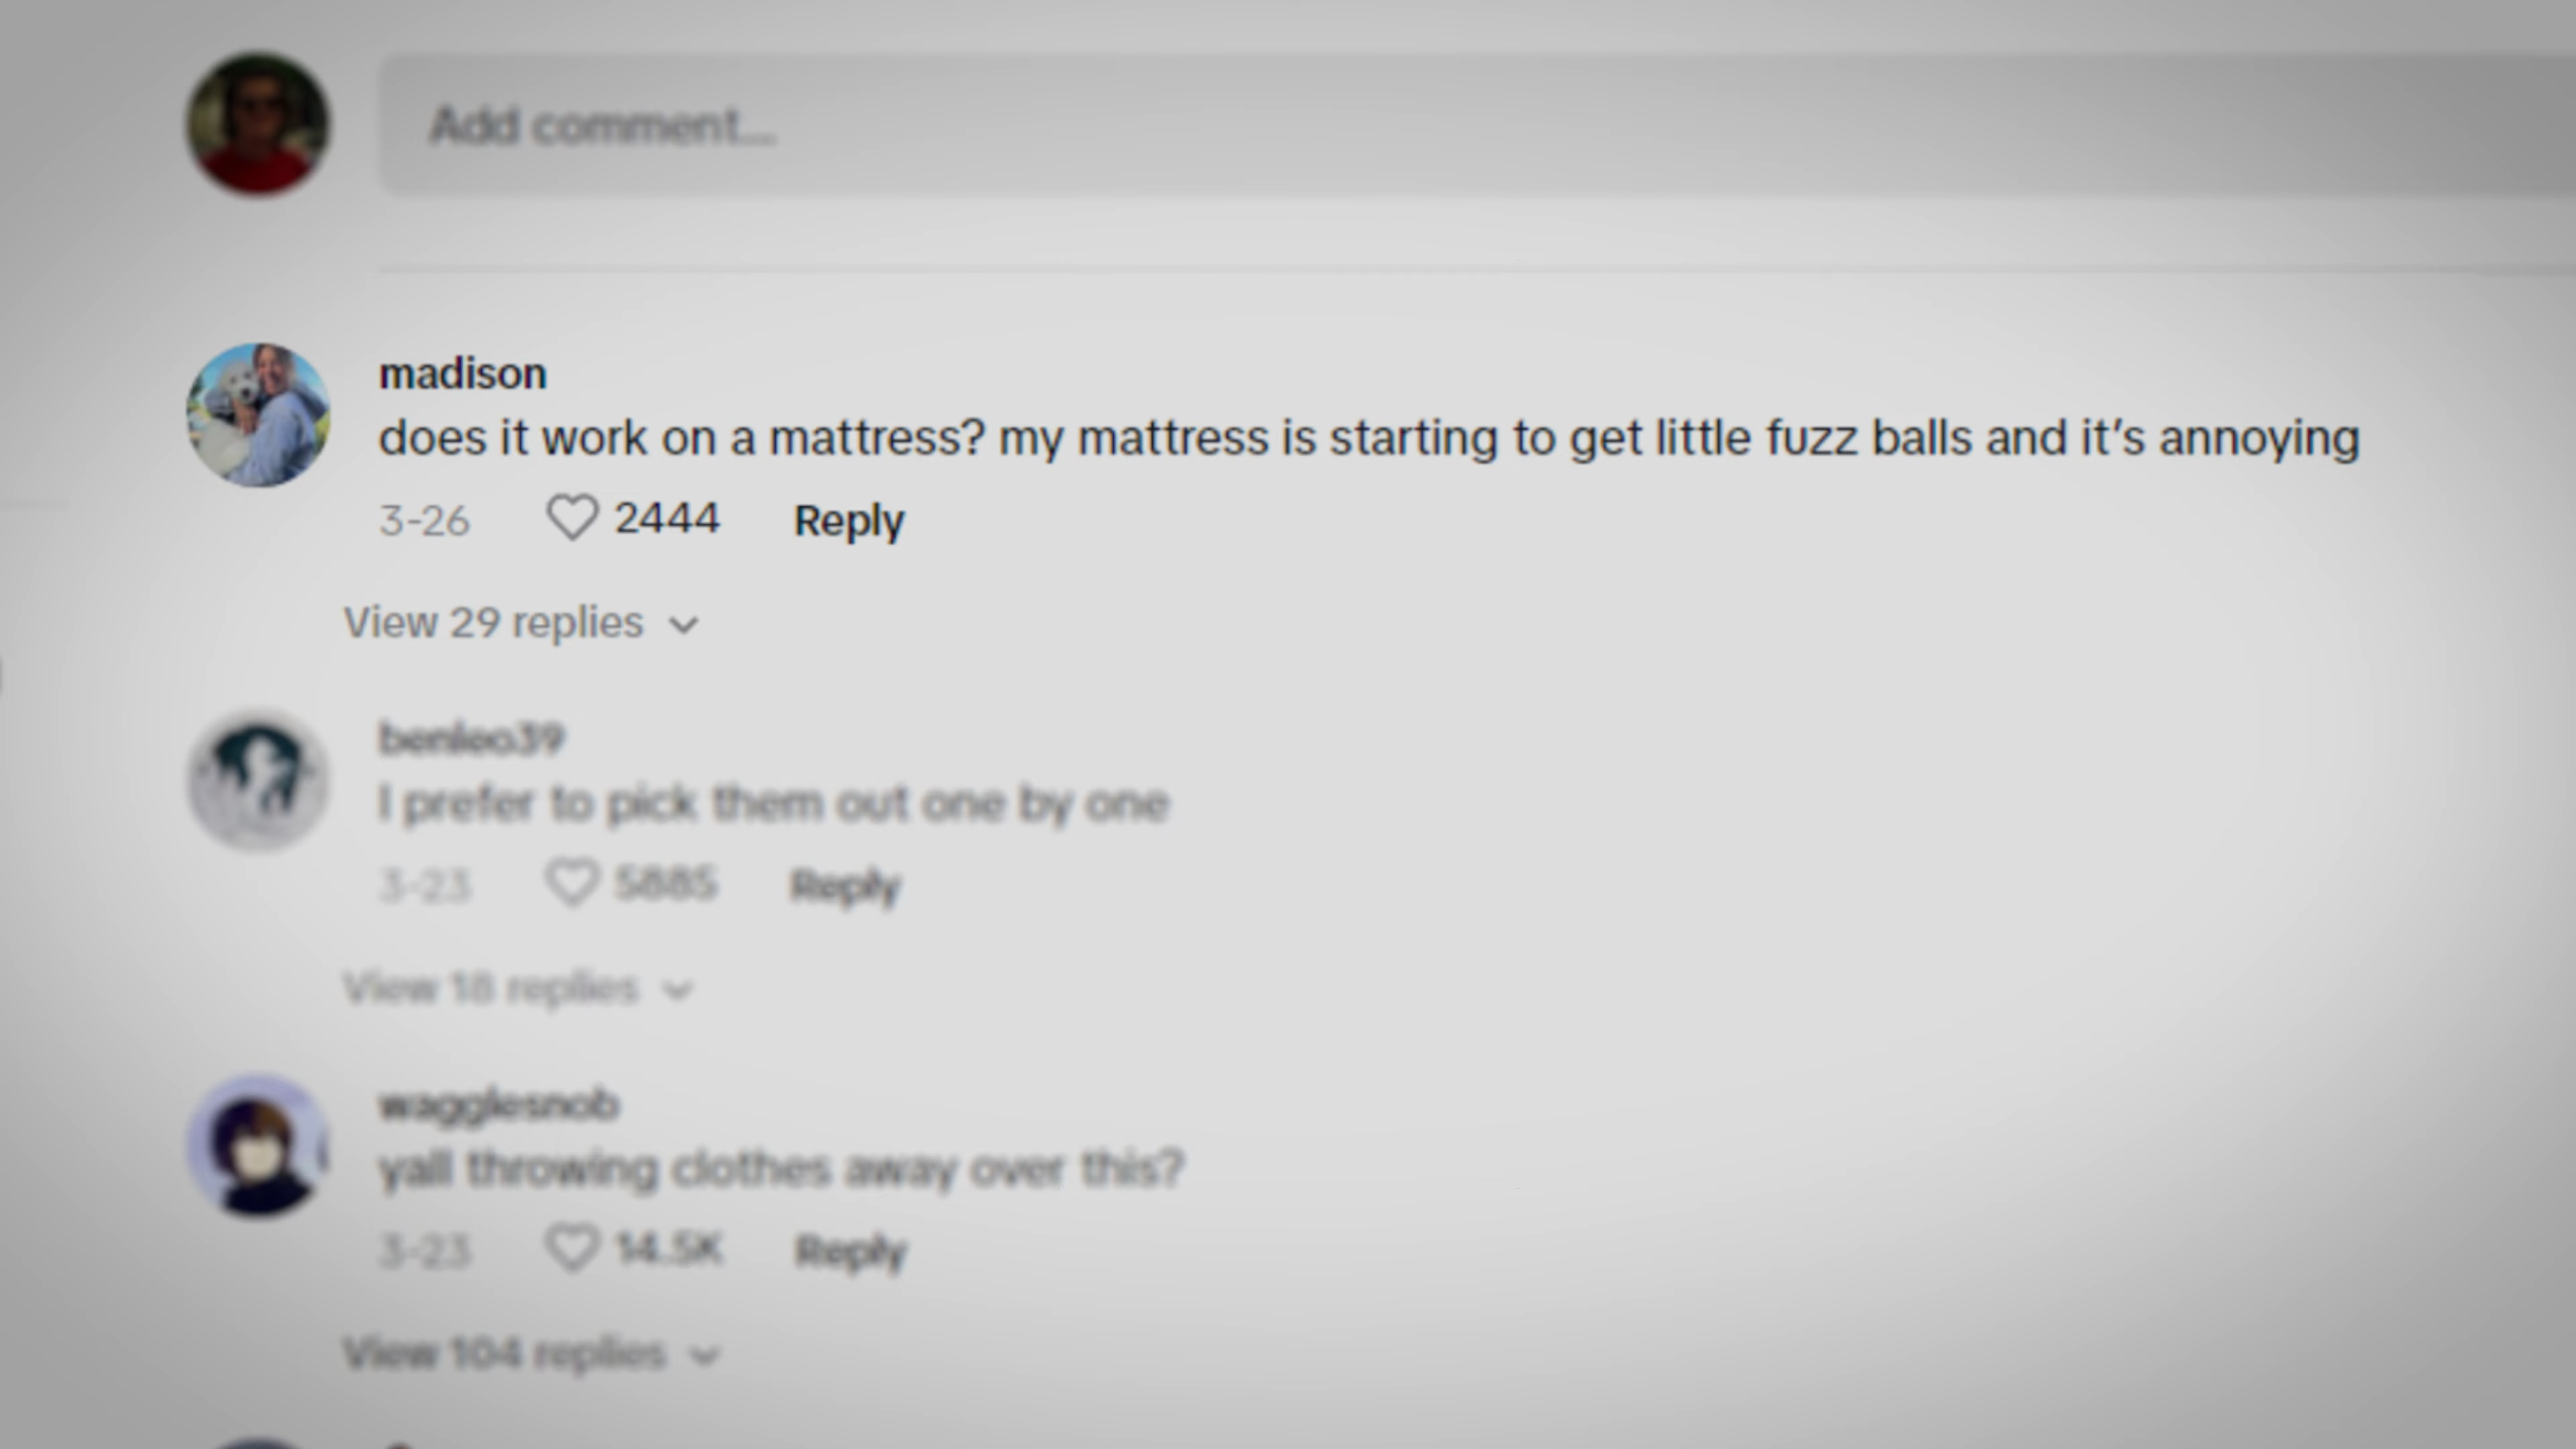 Add comment...
madison
does it work on a mattress? my mattress is starting to get little fuzz balls and it’s annoying
3-26 2444 Reply
View 29 replies
benleo39
I prefer to pick them out one by one
3-23 5885 Reply
View 18 replies
wagglesnob
yall throwing clothes away over this?
3-23 14.5K Reply
View 104 replies